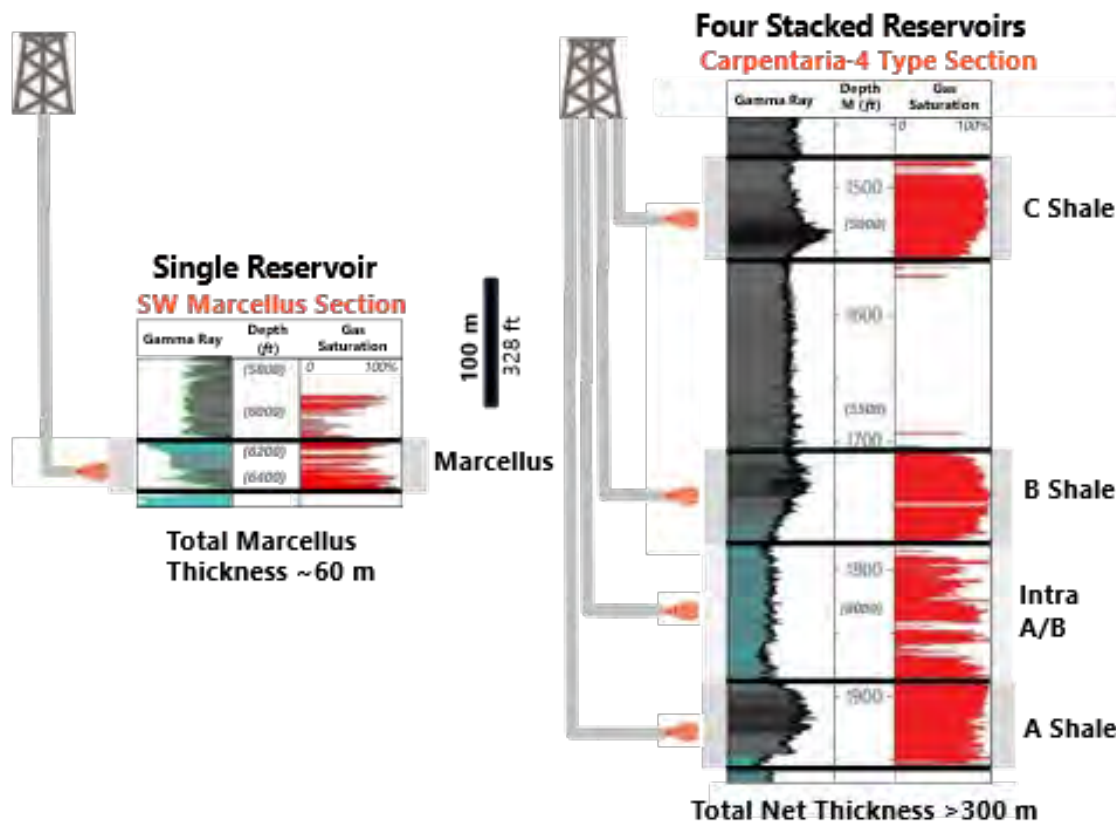 Four Stacked Reservoirs
Carpentaria-4 Type Section
Gamma Ray
Depth
M (ft)
Gas
Saturation
0 100%
1500
(5000)
1600
(5500)
1700
1900
C Shale
B Shale
Intra
A/B
A Shale
Total Net Thickness >300 m
Single Reservoir
SW Marcellus Section
Gamma Ray
Depth
(ft)
Gas
Saturation
0 100%
(5800)
(6000)
(6200)
(6400)
Marcellus
Total Marcellus
Thickness ~60 m
100 m
328 ft